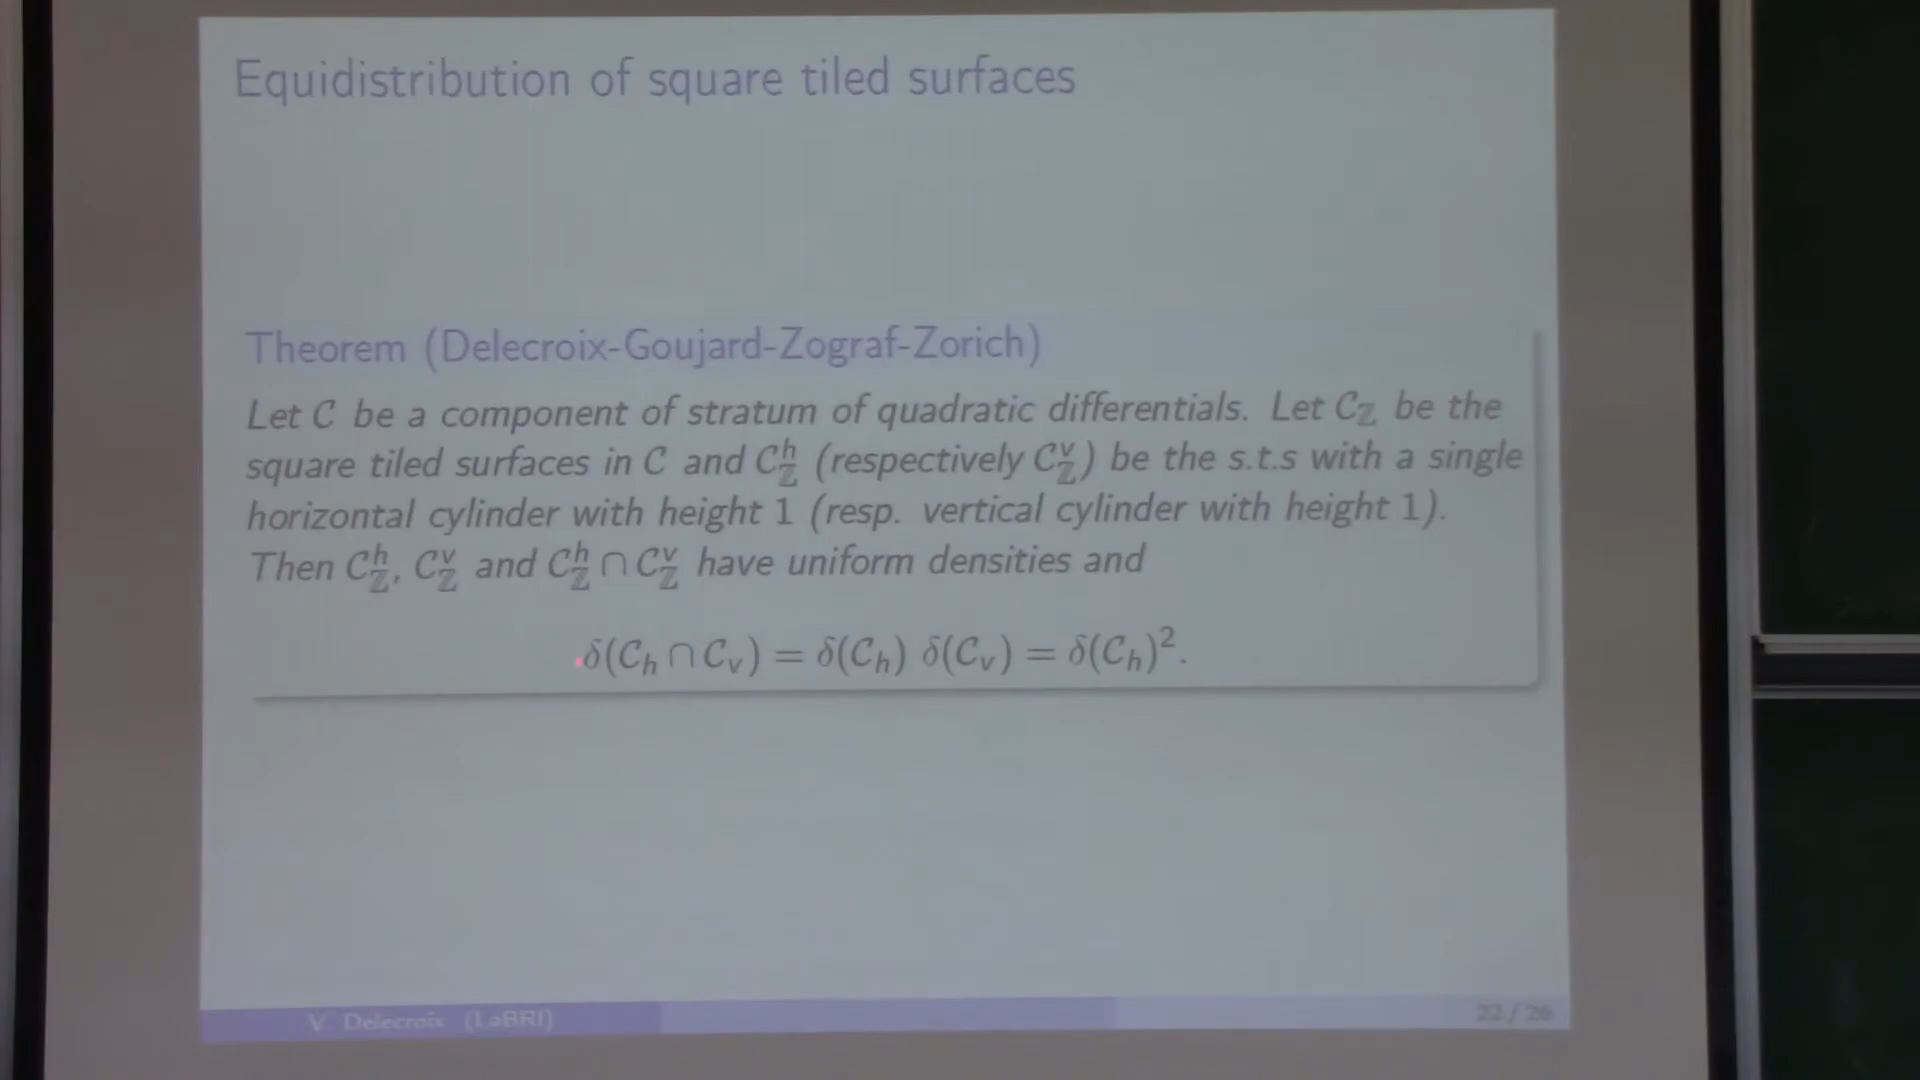 Equidistribution of square tiled surfaces
Theorem (Delecroix-Goujard-Zograf-Zorich)
Let C be a component of stratum of quadratic differentials. Let C_ℤ be the
square tiled surfaces in C and C_ℤ^h (respectively C_ℤ^v) be the s.t.s with a single
horizontal cylinder with height 1 (resp. vertical cylinder with height 1).
Then C_ℤ^h, C_ℤ^v and C_ℤ^h ∩ C_ℤ^v have uniform densities and
δ(C_h ∩ C_v) = δ(C_h) δ(C_v) = δ(C_h)².
V. Delecroix (LaBRI) 22 / 26